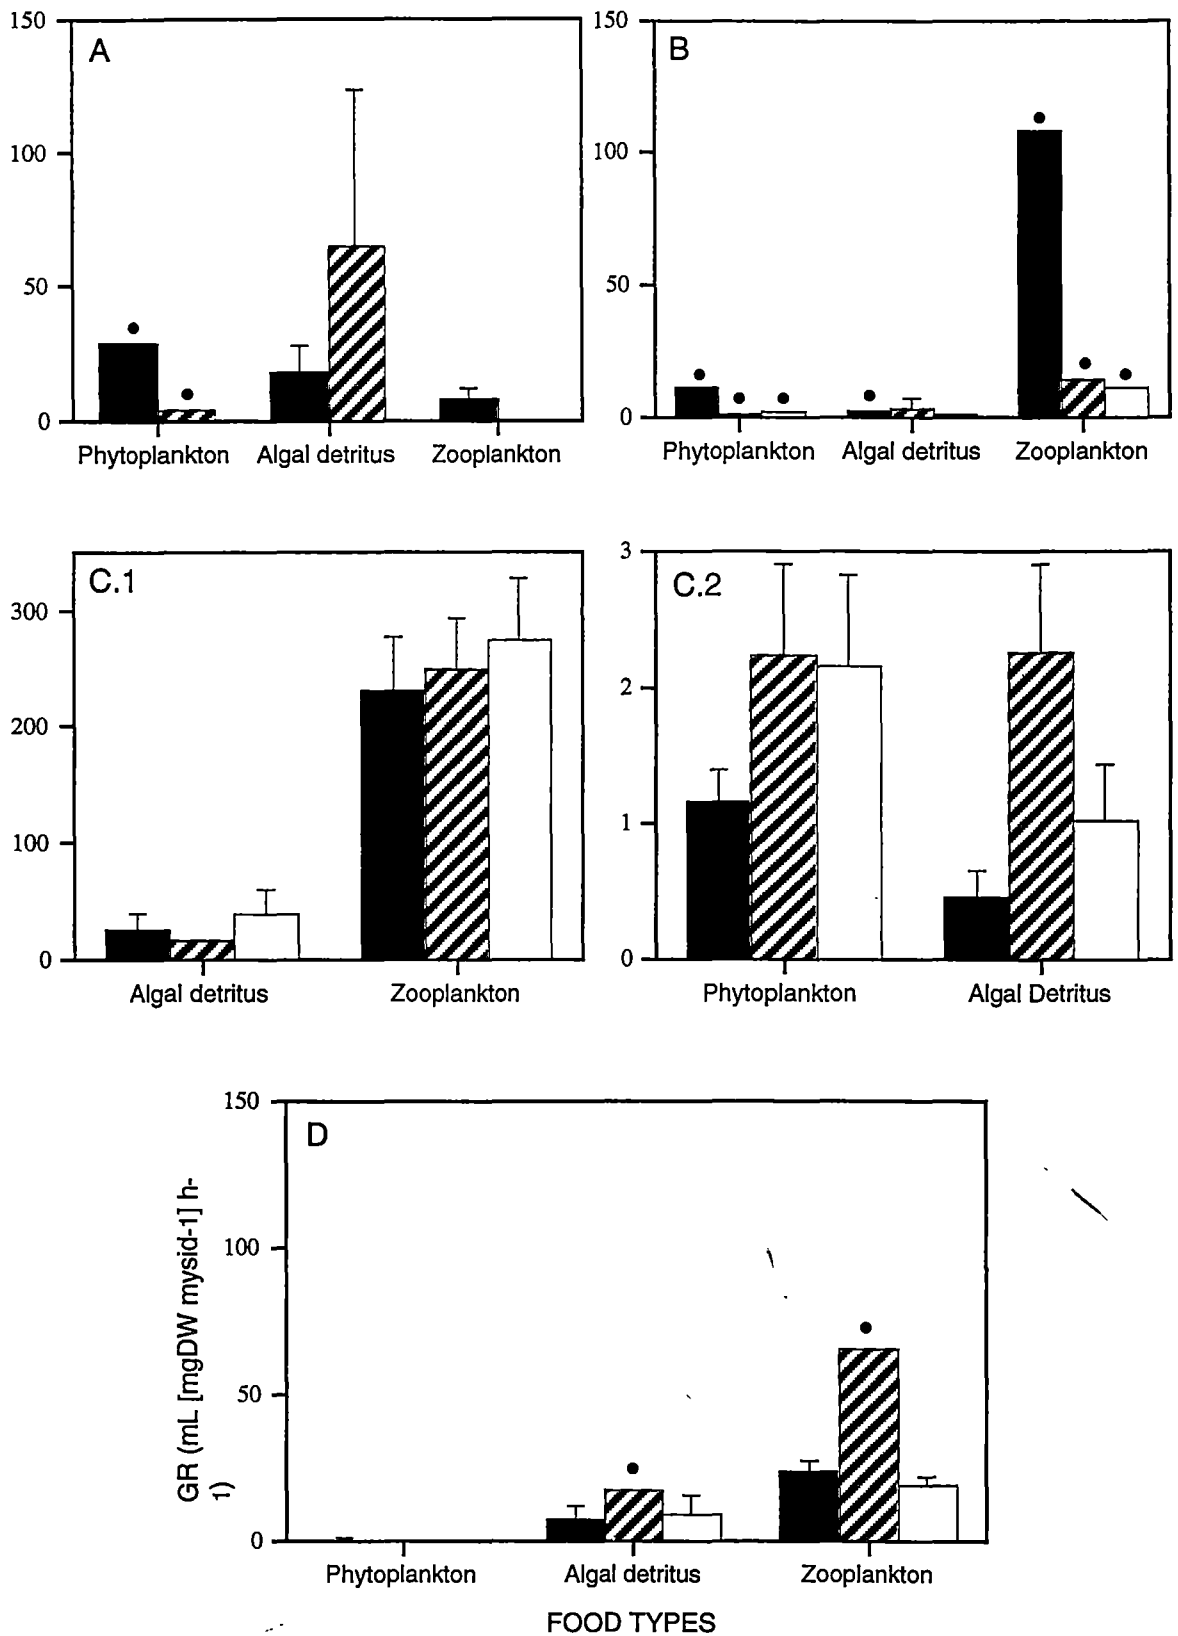 150
A
100
50
0
Phytoplankton Algal detritus Zooplankton
150
B
100
50
0
Phytoplankton Algal detritus Zooplankton
C.1
300
200
100
0
Algal detritus Zooplankton
3
C.2
2
1
0
Phytoplankton Algal Detritus
150
D
100
50
0
GR (mL [mgDW mysid-1] h-
1)
Phytoplankton Algal detritus Zooplankton
FOOD TYPES